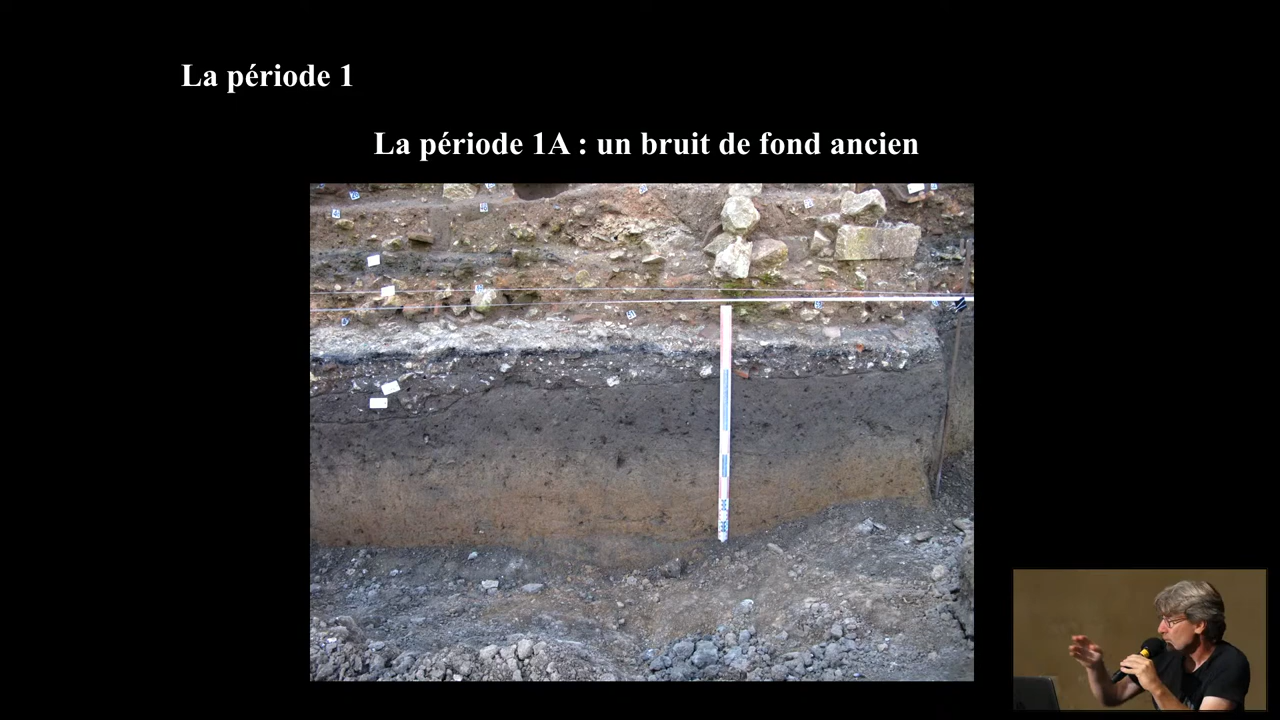 La période 1
La période 1A : un bruit de fond ancien